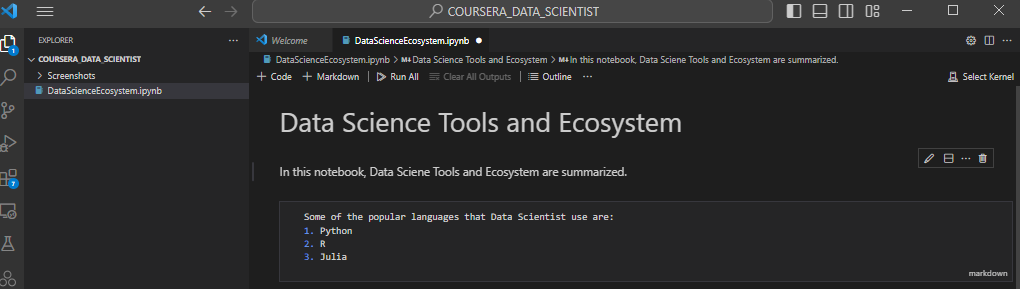 COURSERA_DATA_SCIENTIST
EXPLORER ···
COURSERA_DATA_SCIENTIST
Screenshots
DataScienceEcosystem.ipynb
1
7
Welcome
DataScienceEcosystem.ipynb
DataScienceEcosystem.ipynb > M↓Data Science Tools and Ecosystem > M↓In this notebook, Data Sciene Tools and Ecosystem are summarized.
+ Code + Markdown | Run All Clear All Outputs | Outline ··· Select Kernel
Data Science Tools and Ecosystem
In this notebook, Data Sciene Tools and Ecosystem are summarized.
Some of the popular languages that Data Scientist use are:
1. Python
2. R
3. Julia
markdown